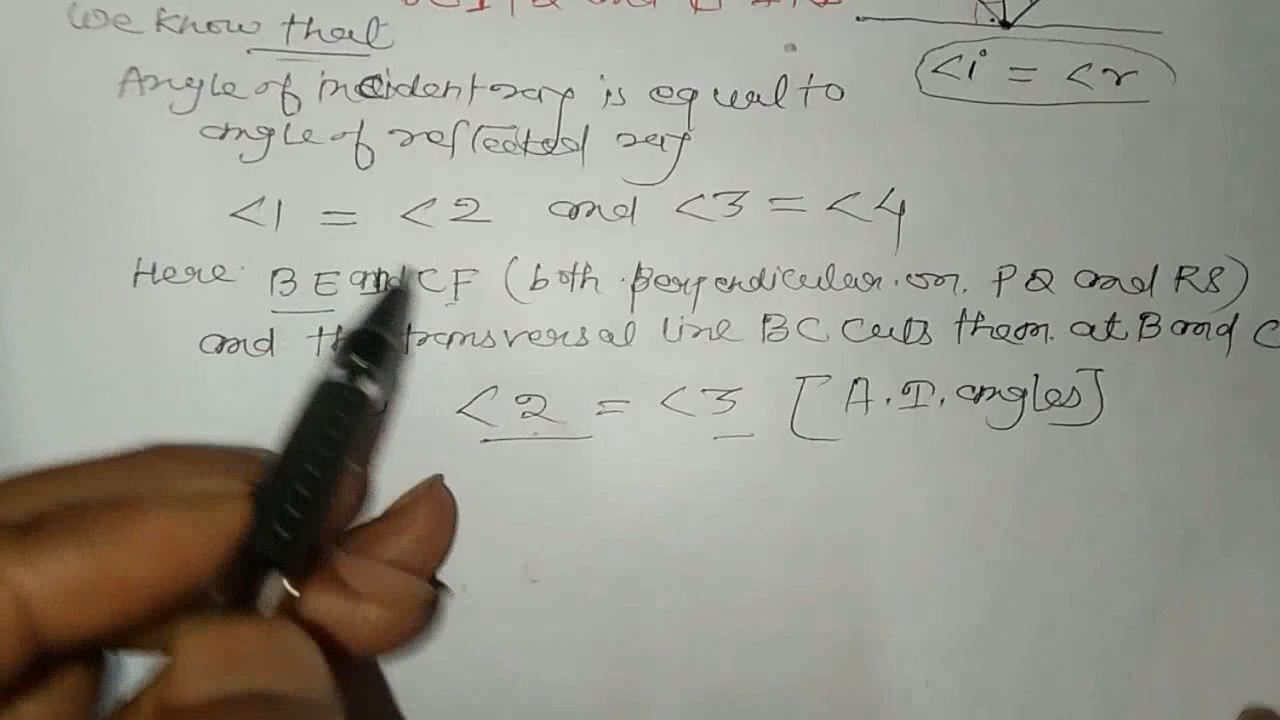 We know that
<i = <r
Angle of incident ray is equal to
angle of reflected ray
<1 = <2 and <3 = <4
Here BE and CF (both perpendicular on PQ and RS)
and the transversal line BC cuts them at B and C
<2 = <3 [A.I. angles]